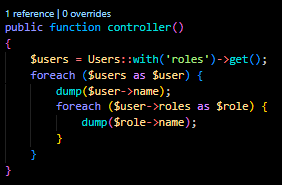 1 reference | 0 overrides
public function controller()
{
    $users = Users::with('roles')->get();
    foreach ($users as $user) {
        dump($user->name);
        foreach ($user->roles as $role) {
            dump($role->name);
        }
    }
}